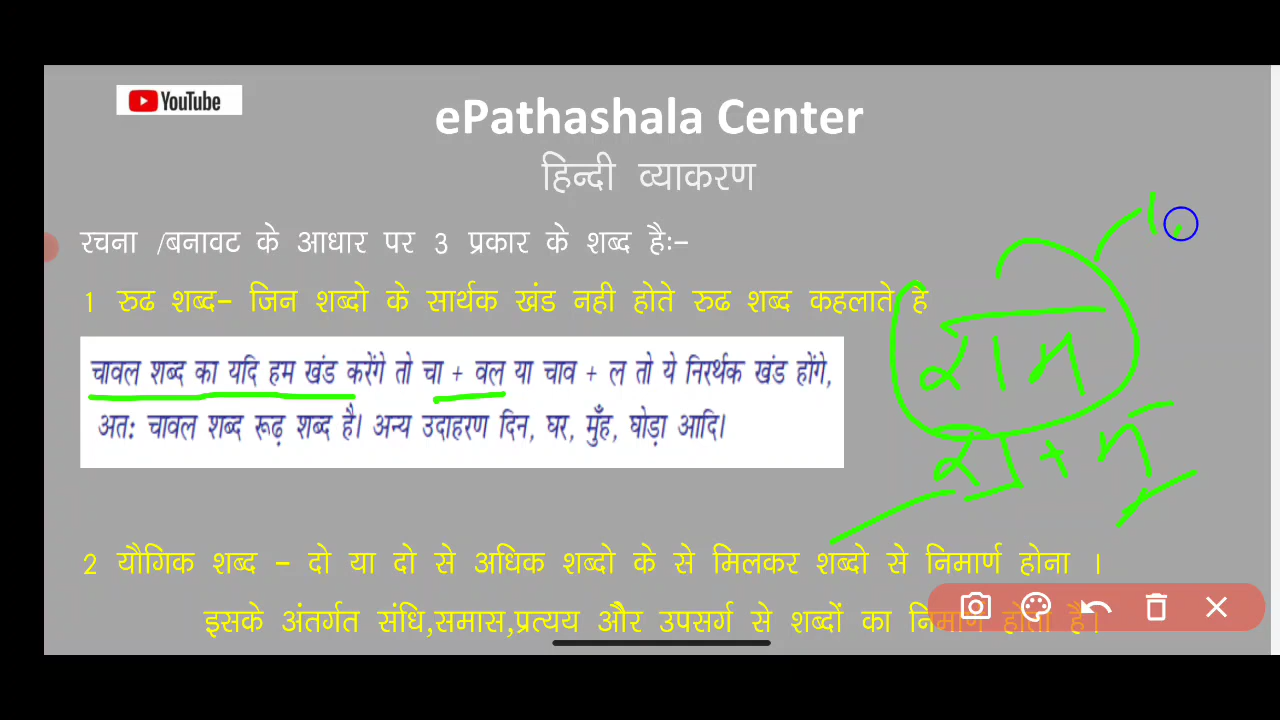 YouTube
ePathashala Center
हिन्दी व्याकरण
रचना /बनावट के आधार पर 3 प्रकार के शब्द हैः-
1 रुढ शब्द- जिन शब्दो के सार्थक खंड नही होते रुढ शब्द कहलाते है
चावल शब्द का यदि हम खंड करेंगे तो चा + वल या चाव + ल तो ये निरर्थक खंड होंगे,
अतः चावल शब्द रूढ़ शब्द है। अन्य उदाहरण दिन, घर, मुँह, घोड़ा आदि।
राम
रा + म
2 यौगिक शब्द - दो या दो से अधिक शब्दो के से मिलकर शब्दो से निमार्ण होना ।
इसके अंतर्गत संधि,समास,प्रत्यय और उपसर्ग से शब्दों का निमार्ण होता है।